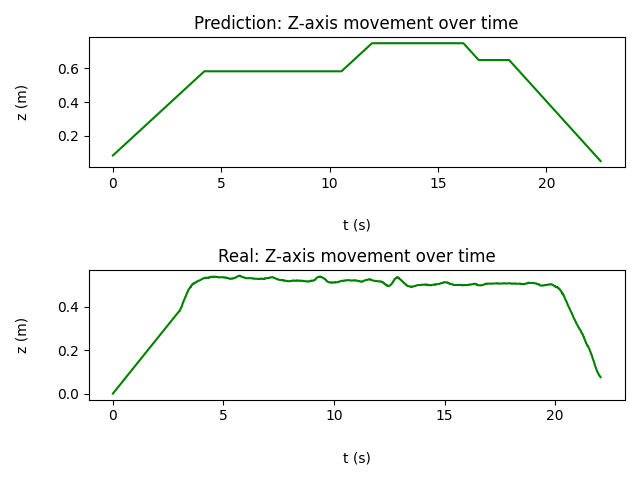 Prediction: Z-axis movement over time
0.6
0.4
0.2
z (m)
0 5 10 15 20
t (s)
Real: Z-axis movement over time
0.4
0.2
0.0
z (m)
0 5 10 15 20
t (s)